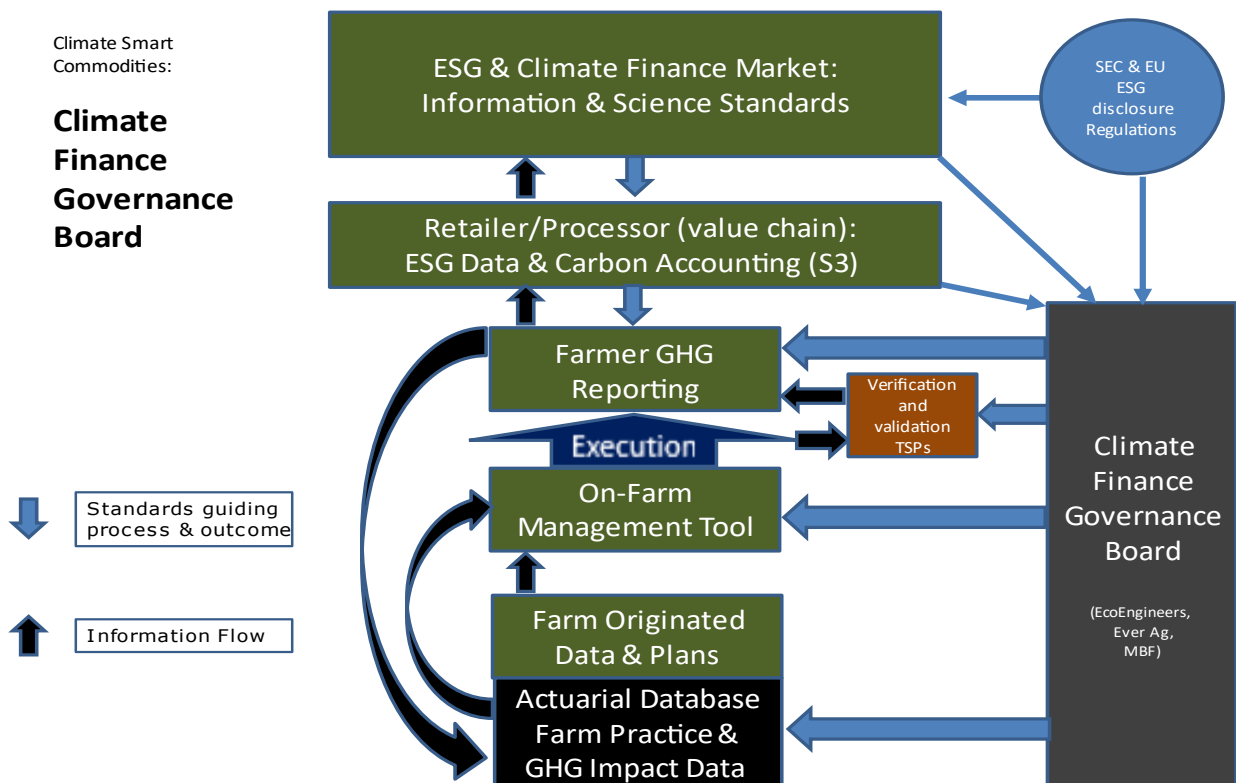 Climate Smart
Commodities:
Climate
Finance
Governance
Board
ESG & Climate Finance Market:
Information & Science Standards
SEC & EU
ESG
disclosure
Regulations
Retailer/Processor (value chain):
ESG Data & Carbon Accounting (S3)
Farmer GHG
Reporting
Verification
and
validation
TSPs
Execution
On-Farm
Management Tool
Climate
Finance
Governance
Board
(EcoEngineers,
Ever Ag,
MBF)
Standards guiding
process & outcome
Information Flow
Farm Originated
Data & Plans
Actuarial Database
Farm Practice &
GHG Impact Data